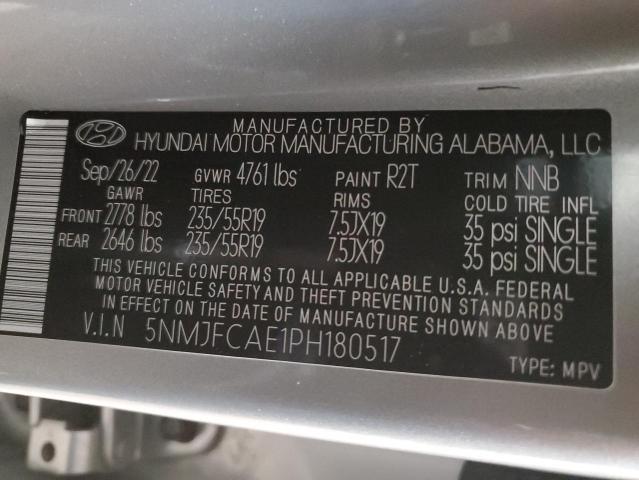 MANUFACTURED BY
HYUNDAI MOTOR MANUFACTURING ALABAMA, LLC
Sep/26/22 GVWR 4761 lbs PAINT R2T TRIM NNB
GAWR TIRES RIMS COLD TIRE INFL
FRONT 2778 lbs 235/55R19 7.5JX19 35 psi SINGLE
REAR 2646 lbs 235/55R19 7.5JX19 35 psi SINGLE
THIS VEHICLE CONFORMS TO ALL APPLICABLE U.S.A. FEDERAL
MOTOR VEHICLE SAFETY AND THEFT PREVENTION STANDARDS
IN EFFECT ON THE DATE OF MANUFACTURE SHOWN ABOVE
V.I.N 5NMJFCAE1PH180517
TYPE: MPV